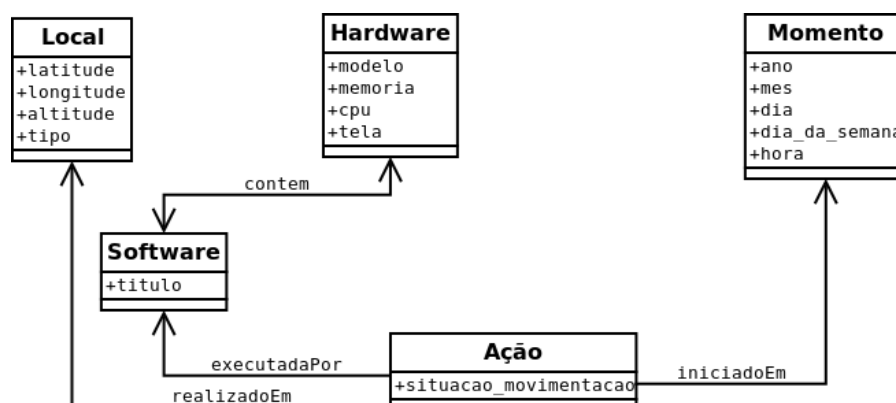 Local
+latitude
+longitude
+altitude
+tipo
Hardware
+modelo
+memoria
+cpu
+tela
Momento
+ano
+mes
+dia
+dia_da_semana
+hora
contem
Software
+titulo
Ação
+situacao_movimentacao
executadaPor
iniciadoEm
realizadoEm